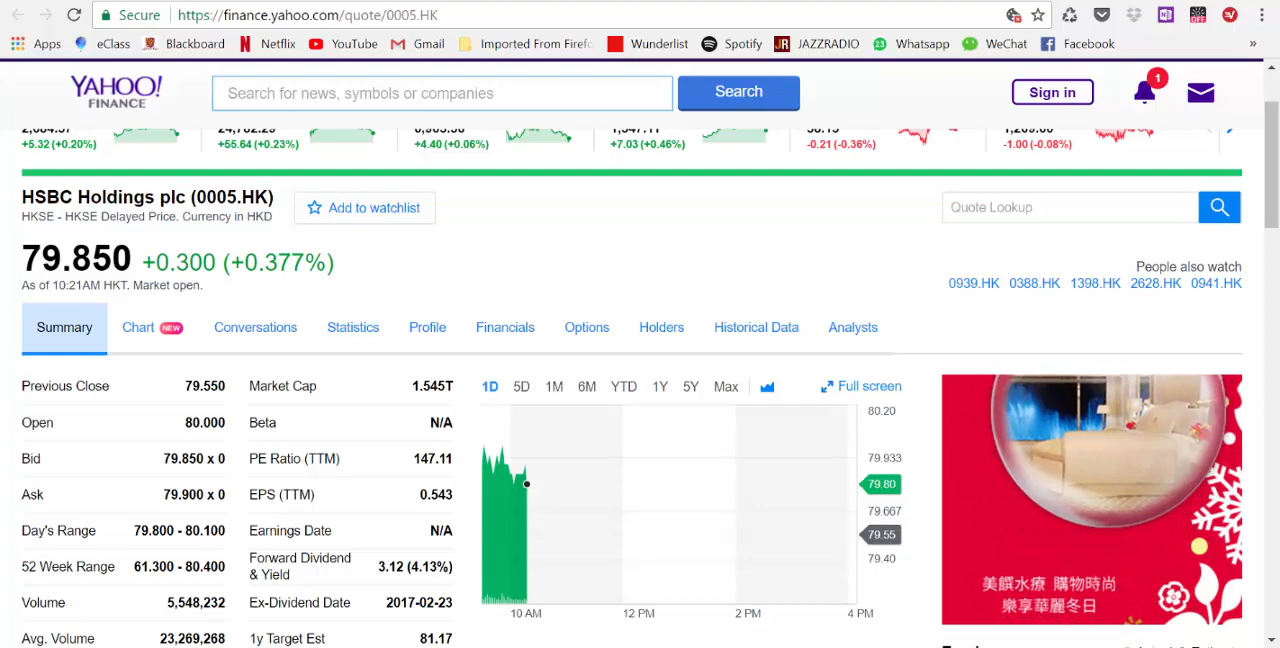 Secure https://finance.yahoo.com/quote/0005.HK
OFF
Apps eClass Blackboard Netflix YouTube Gmail Imported From Firefo Wunderlist Spotify JR JAZZRADIO 23 Whatsapp WeChat Facebook »
YAHOO!
FINANCE
Search for news, symbols or companies
Search
Sign in
1
+5.32 (+0.20%) +55.64 (+0.23%) +4.40 (+0.06%) +7.03 (+0.46%) -0.21 (-0.36%) -1.00 (-0.08%)
HSBC Holdings plc (0005.HK)
HKSE - HKSE Delayed Price. Currency in HKD
Add to watchlist
Quote Lookup
79.850 +0.300 (+0.377%)
As of 10:21AM HKT. Market open.
People also watch
0939.HK 0388.HK 1398.HK 2628.HK 0941.HK
Summary Chart NEW Conversations Statistics Profile Financials Options Holders Historical Data Analysts
Previous Close 79.550
Open 80.000
Bid 79.850 x 0
Ask 79.900 x 0
Day's Range 79.800 - 80.100
52 Week Range 61.300 - 80.400
Volume 5,548,232
Avg. Volume 23,269,268
Market Cap 1.545T
Beta N/A
PE Ratio (TTM) 147.11
EPS (TTM) 0.543
Earnings Date N/A
Forward Dividend
& Yield 3.12 (4.13%)
Ex-Dividend Date 2017-02-23
1y Target Est 81.17
1D 5D 1M 6M YTD 1Y 5Y Max Full screen
80.20
79.933
79.80
79.667
79.55
79.40
10 AM 12 PM 2 PM 4 PM
美饌水療 購物時尚
樂享華麗冬日